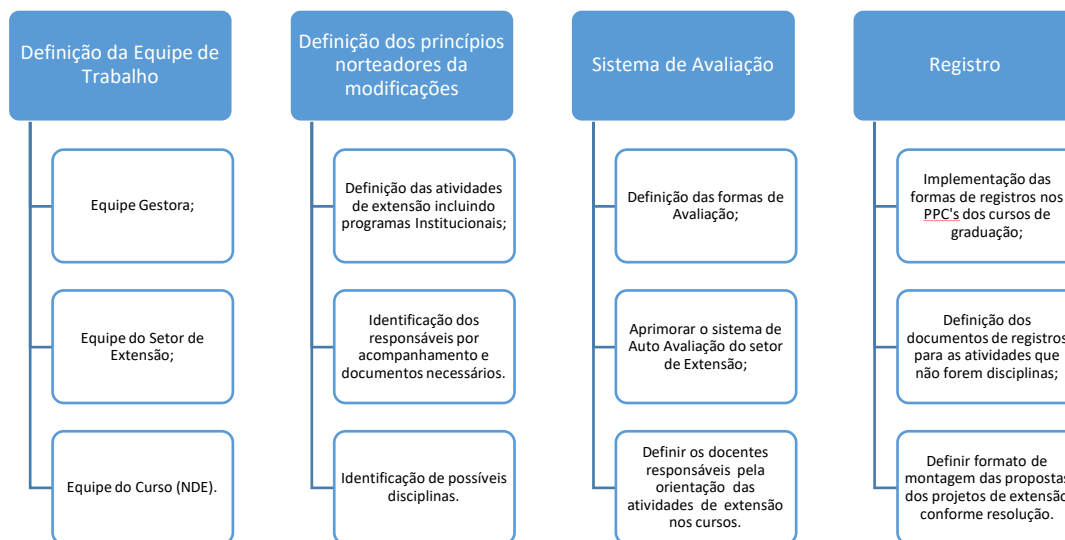 Definição da Equipe de
Trabalho
Equipe Gestora;
Equipe do Setor de
Extensão;
Equipe do Curso (NDE).
Definição dos princípios
norteadores da
modificações
Definição das atividades
de extensão incluindo
programas Institucionais;
Identificação dos
responsáveis por
acompanhamento e
documentos necessários.
Identificação de possíveis
disciplinas.
Sistema de Avaliação
Definição das formas de
Avaliação;
Aprimorar o sistema de
Auto Avaliação do setor
de Extensão;
Definir os docentes
responsáveis pela
orientação das
atividades de extensão
nos cursos.
Registro
Implementação das
formas de registros nos
PPC's dos cursos de
graduação;
Definição dos
documentos de registros
para as atividades que
não forem disciplinas;
Definir formato de
montagem das propostas
dos projetos de extensão
conforme resolução.